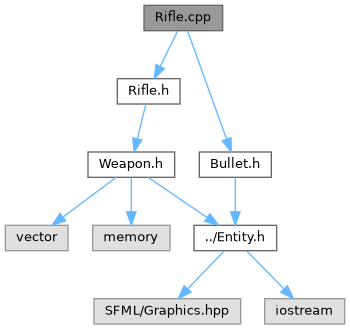 Rifle.cpp
Rifle.h
Weapon.h
Bullet.h
vector
memory
../Entity.h
SFML/Graphics.hpp
iostream